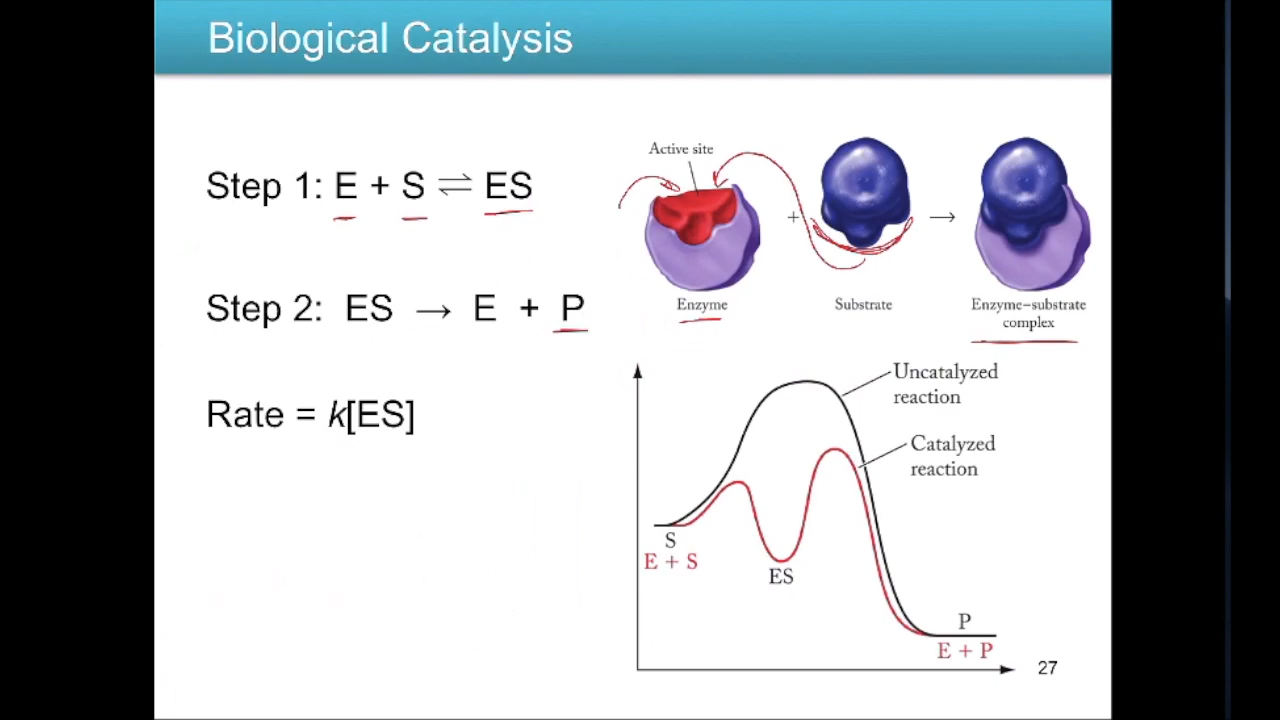 Biological Catalysis
Step 1: E + S ⇌ ES
Step 2: ES → E + P
Rate = k[ES]
Active site
+
→
Enzyme
Substrate
Enzyme–substrate
complex
Uncatalyzed
reaction
Catalyzed
reaction
S
E + S
ES
P
E + P
27